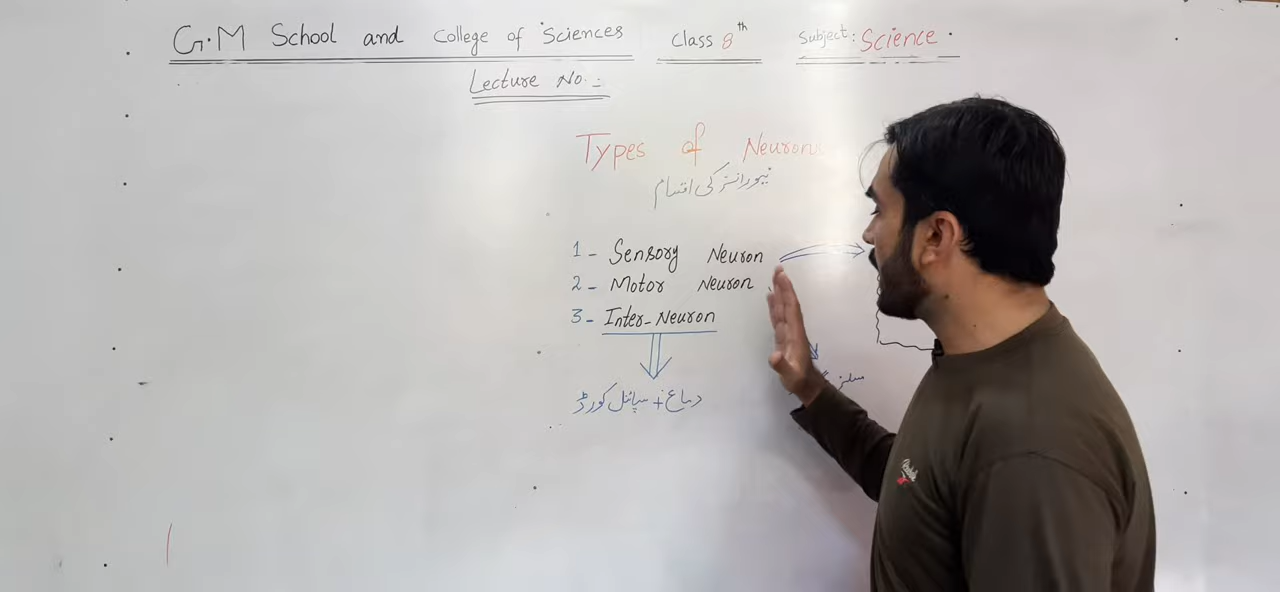 G.M School and College of Sciences Class 8th Subject: Science.
Lecture No. =
Types of Neurons
نیورانز کی اقسام
1- Sensory Neuron
2- Motor Neuron
3- Inter-Neuron
دماغ + سپائنل کورڈ
سلز